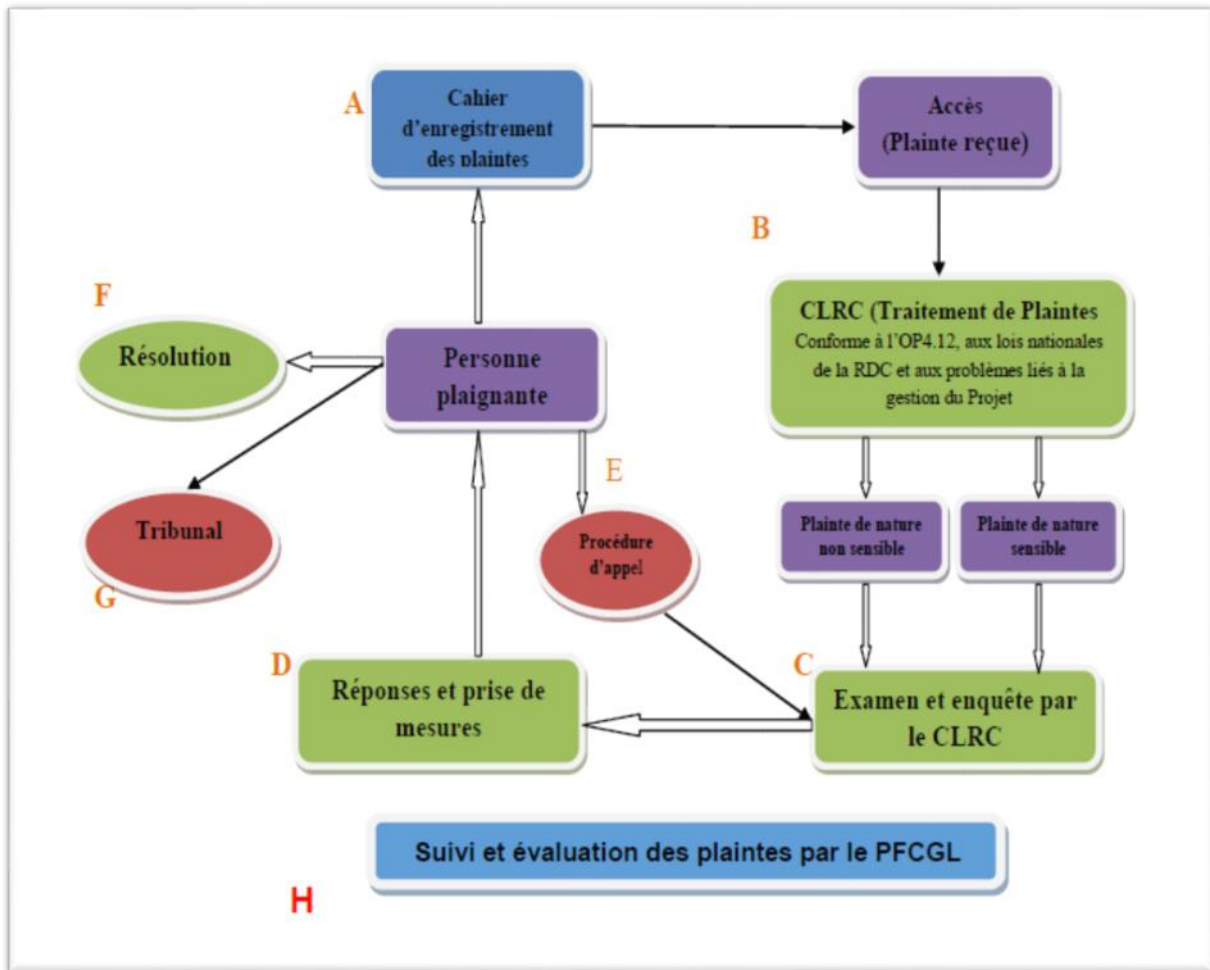 A
Cahier
d'enregistrement
des plaintes
Accès
(Plainte reçue)
B
CLRC (Traitement de Plaintes
Conforme à l'OP4.12, aux lois nationales
de la RDC et aux problèmes liés à la
gestion du Projet
F
Résolution
Personne
plaignante
E
Tribunal
G
Procédure
d'appel
Plainte de nature
non sensible
Plainte de nature
sensible
D
Réponses et prise de
mesures
C
Examen et enquête par
le CLRC
Suivi et évaluation des plaintes par le PFCGL
H